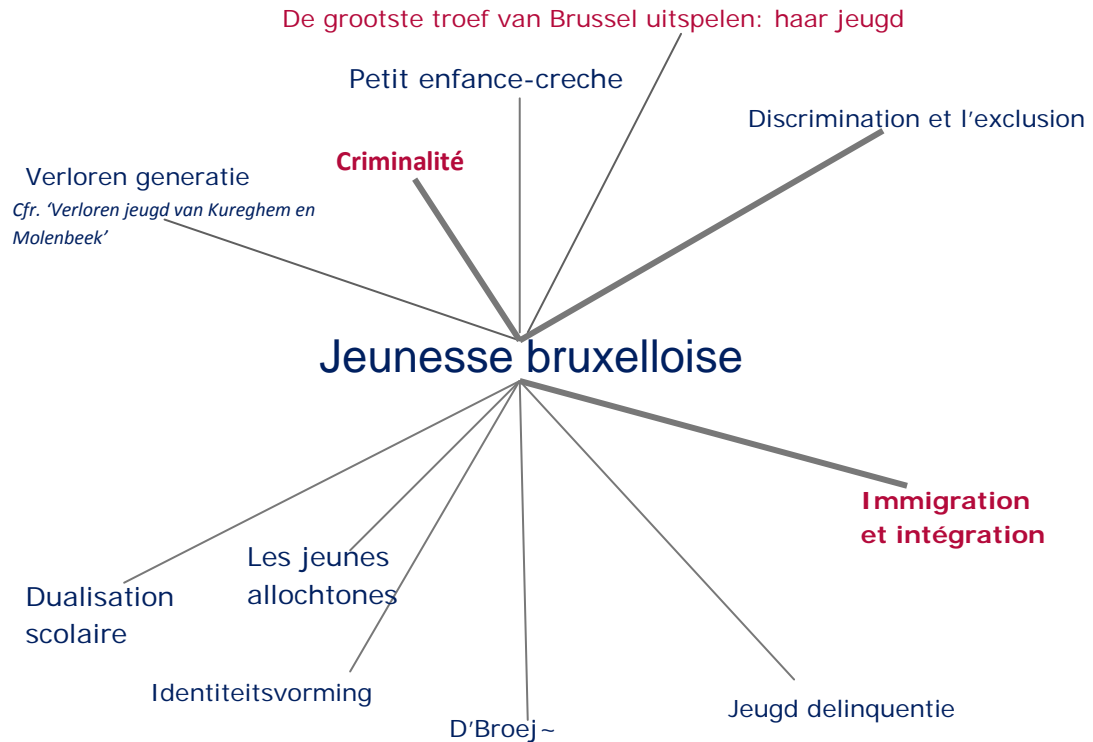 De grootste troef van Brussel uitspelen: haar jeugd
Petit enfance-creche
Discrimination et l'exclusion
Criminalité
Verloren generatie
Cfr. ‘Verloren jeugd van Kureghem en
Molenbeek’
Jeunesse bruxelloise
Immigration
et intégration
Les jeunes
allochtones
Dualisation
scolaire
Identiteitsvorming
Jeugd delinquentie
D'Broej~